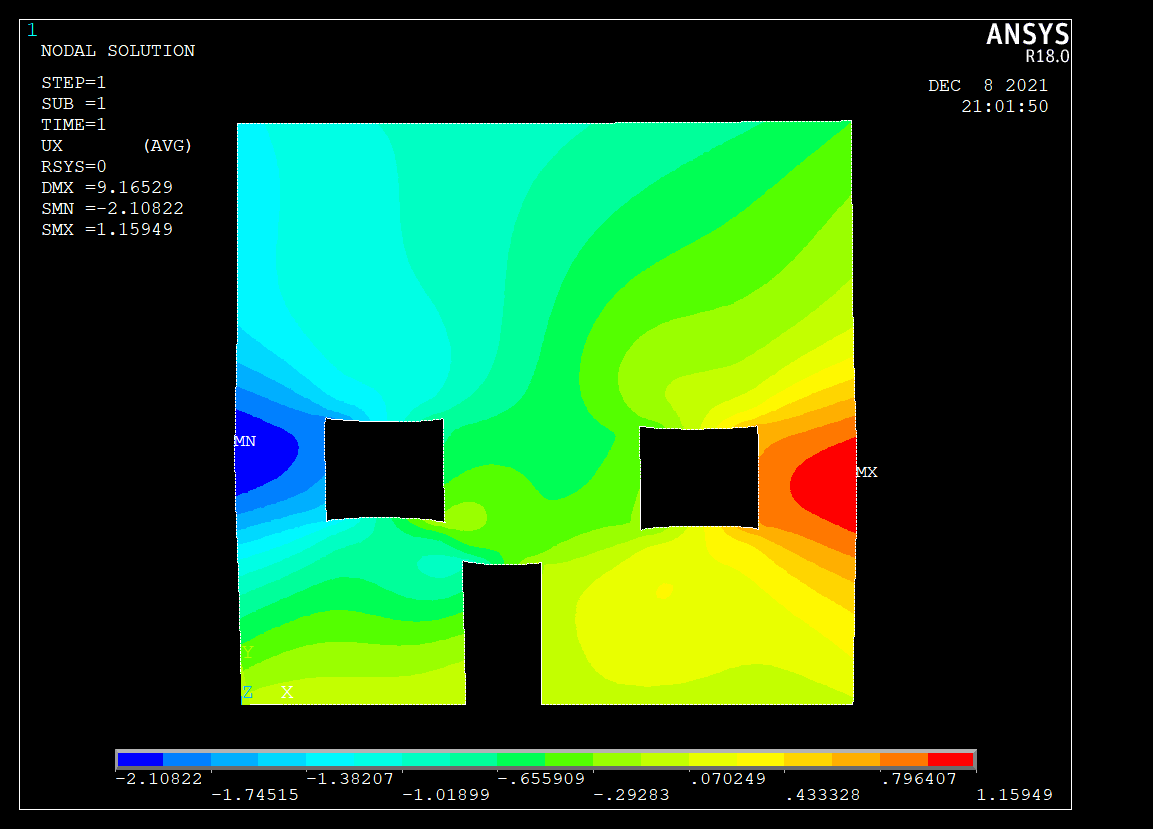 1
ANSYS
R18.0
NODAL SOLUTION
DEC 8 2021
21:01:50
STEP=1
SUB =1
TIME=1
UX (AVG)
RSYS=0
DMX =9.16529
SMN =-2.10822
SMX =1.15949
MN
MX
Y
Z X
-2.10822 -1.38207 -.655909 .070249 .796407
-1.74515 -1.01899 -.29283 .433328 1.15949